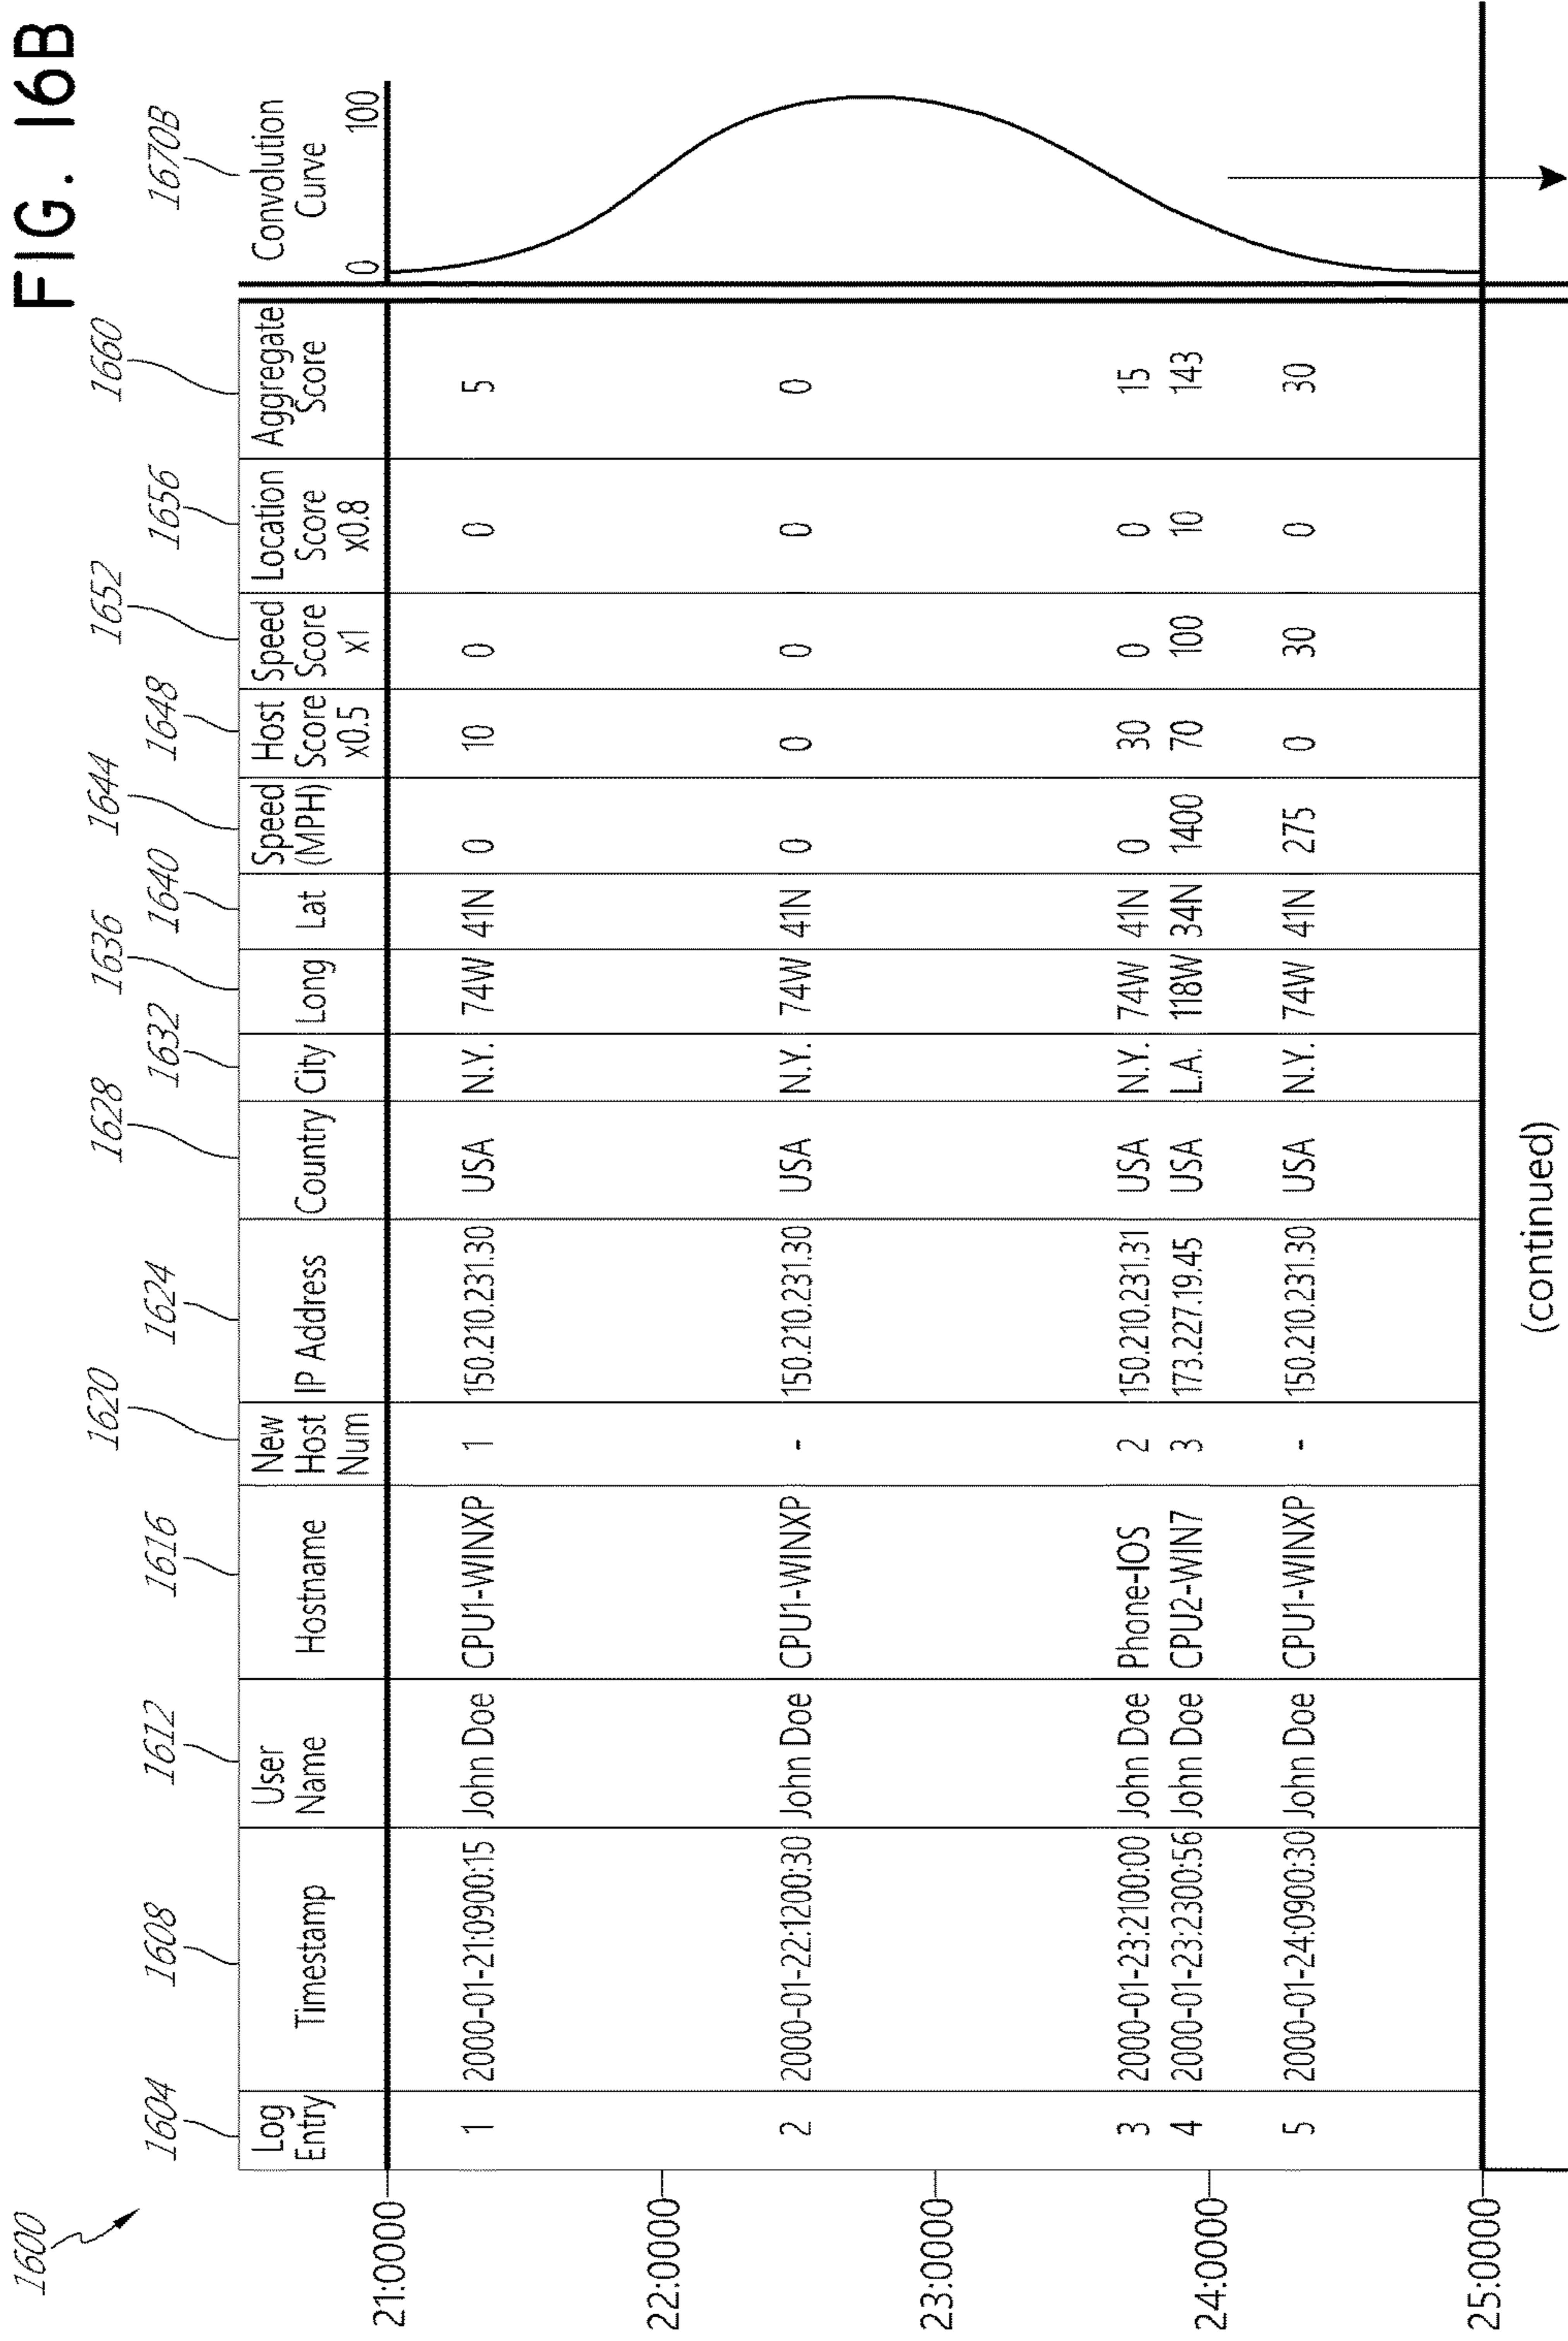 FIG. 16B
1600
1604 1608 1612 1616 1620 1624 1628 1632 1636 1640 1644 1648 1652 1656 1660 1670B
Log Entry Timestamp User Name Hostname New Host Num IP Address Country City Long Lat Speed (MPH) Host Score x0.5 Speed Score x1 Location Score x0.8 Aggregate Score Convolution Curve
0 100
21:0000
1 2000-01-21:0900:15 John Doe CPU1-WINXP 1 150.210.231.30 USA N.Y. 74W 41N 0 10 0 0 5
22:0000
2 2000-01-22:1200:30 John Doe CPU1-WINXP - 150.210.231.30 USA N.Y. 74W 41N 0 0 0 0 0
23:0000
3 2000-01-23:2100:00 John Doe Phone-IOS 2 150.210.231.31 USA N.Y. 74W 41N 0 30 0 0 15
4 2000-01-23:2300:56 John Doe CPU2-WIN7 3 173.227.19.45 USA L.A. 118W 34N 1400 70 100 10 143
24:0000
5 2000-01-24:0900:30 John Doe CPU1-WINXP - 150.210.231.30 USA N.Y. 74W 41N 275 0 30 0 30
25:0000
(continued)